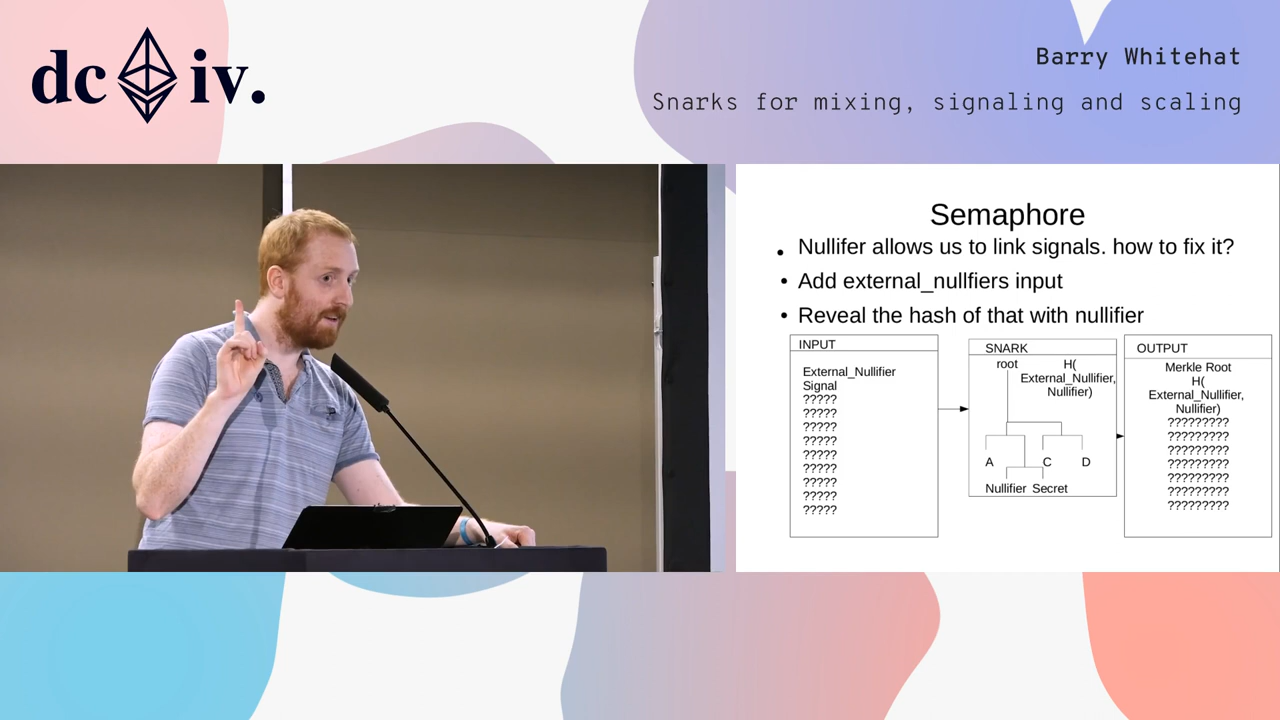 dc iv.
Barry Whitehat
Snarks for mixing, signaling and scaling
Semaphore
• Nullifer allows us to link signals. how to fix it?
• Add external_nullfiers input
• Reveal the hash of that with nullifier
INPUT
External_Nullifier
Signal
?????
?????
?????
?????
?????
?????
?????
?????
?????
SNARK
root
H(
External_Nullifier,
Nullifier)
A
C
D
Nullifier Secret
OUTPUT
Merkle Root
H(
External_Nullifier,
Nullifier)
?????????
?????????
?????????
?????????
?????????
?????????
?????????